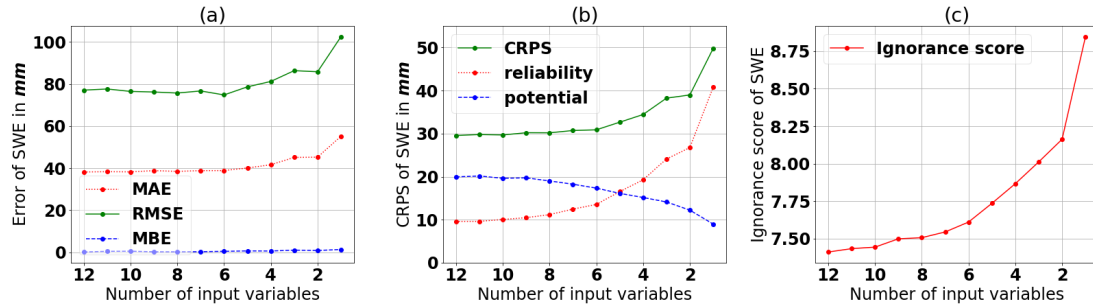 (a)
Error of SWE in mm
100
80
60
40
20
0
MAE
RMSE
MBE
12 10 8 6 4 2
Number of input variables
(b)
CRPS of SWE in mm
50
40
30
20
10
0
CRPS
reliability
potential
12 10 8 6 4 2
Number of input variables
(c)
Ignorance score of SWE
8.75
8.50
8.25
8.00
7.75
7.50
Ignorance score
12 10 8 6 4 2
Number of input variables